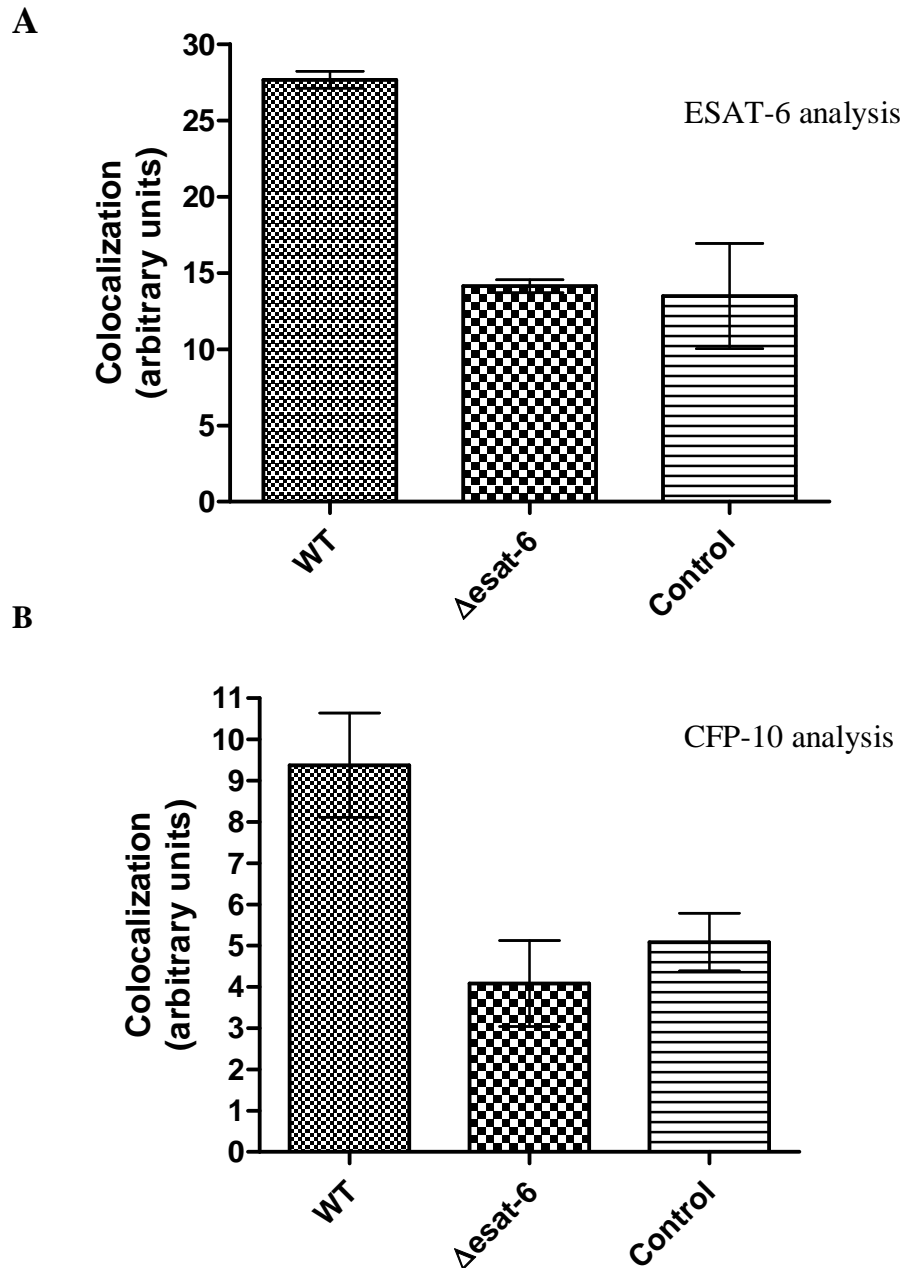 A
30
25
20
15
10
5
0
Colocalization
(arbitrary units)
ESAT-6 analysis
WT
Δesat-6
Control
B
11
10
9
8
7
6
5
4
3
2
1
0
Colocalization
(arbitrary units)
CFP-10 analysis
WT
Δesat-6
Control